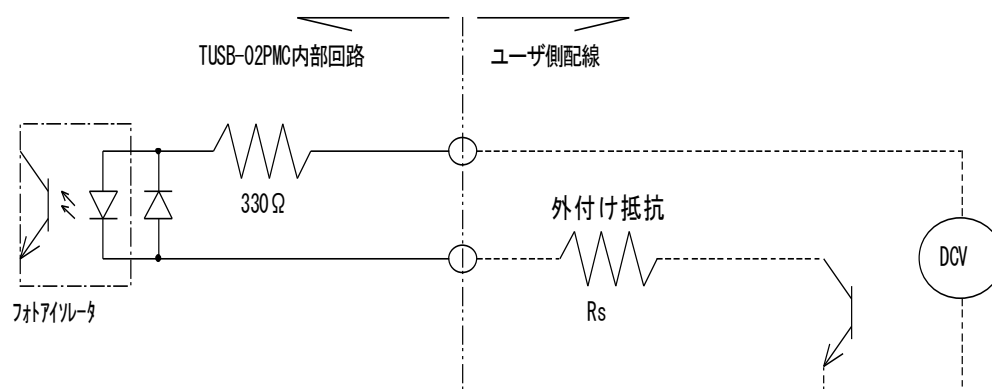 TUSB-02PMC内部回路
ユーザ側配線
330Ω
外付け抵抗
Rs
DCV
フォトアイソレータ